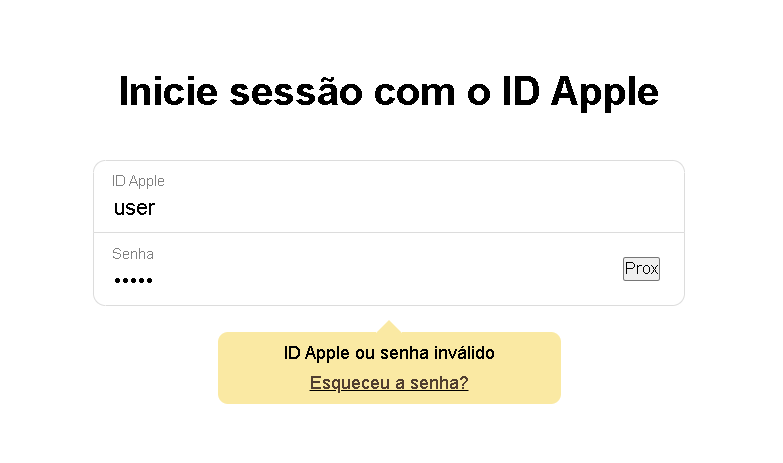 Inicie sessão com o ID Apple
ID Apple
user
Senha
•••••
Prox
ID Apple ou senha inválido
Esqueceu a senha?